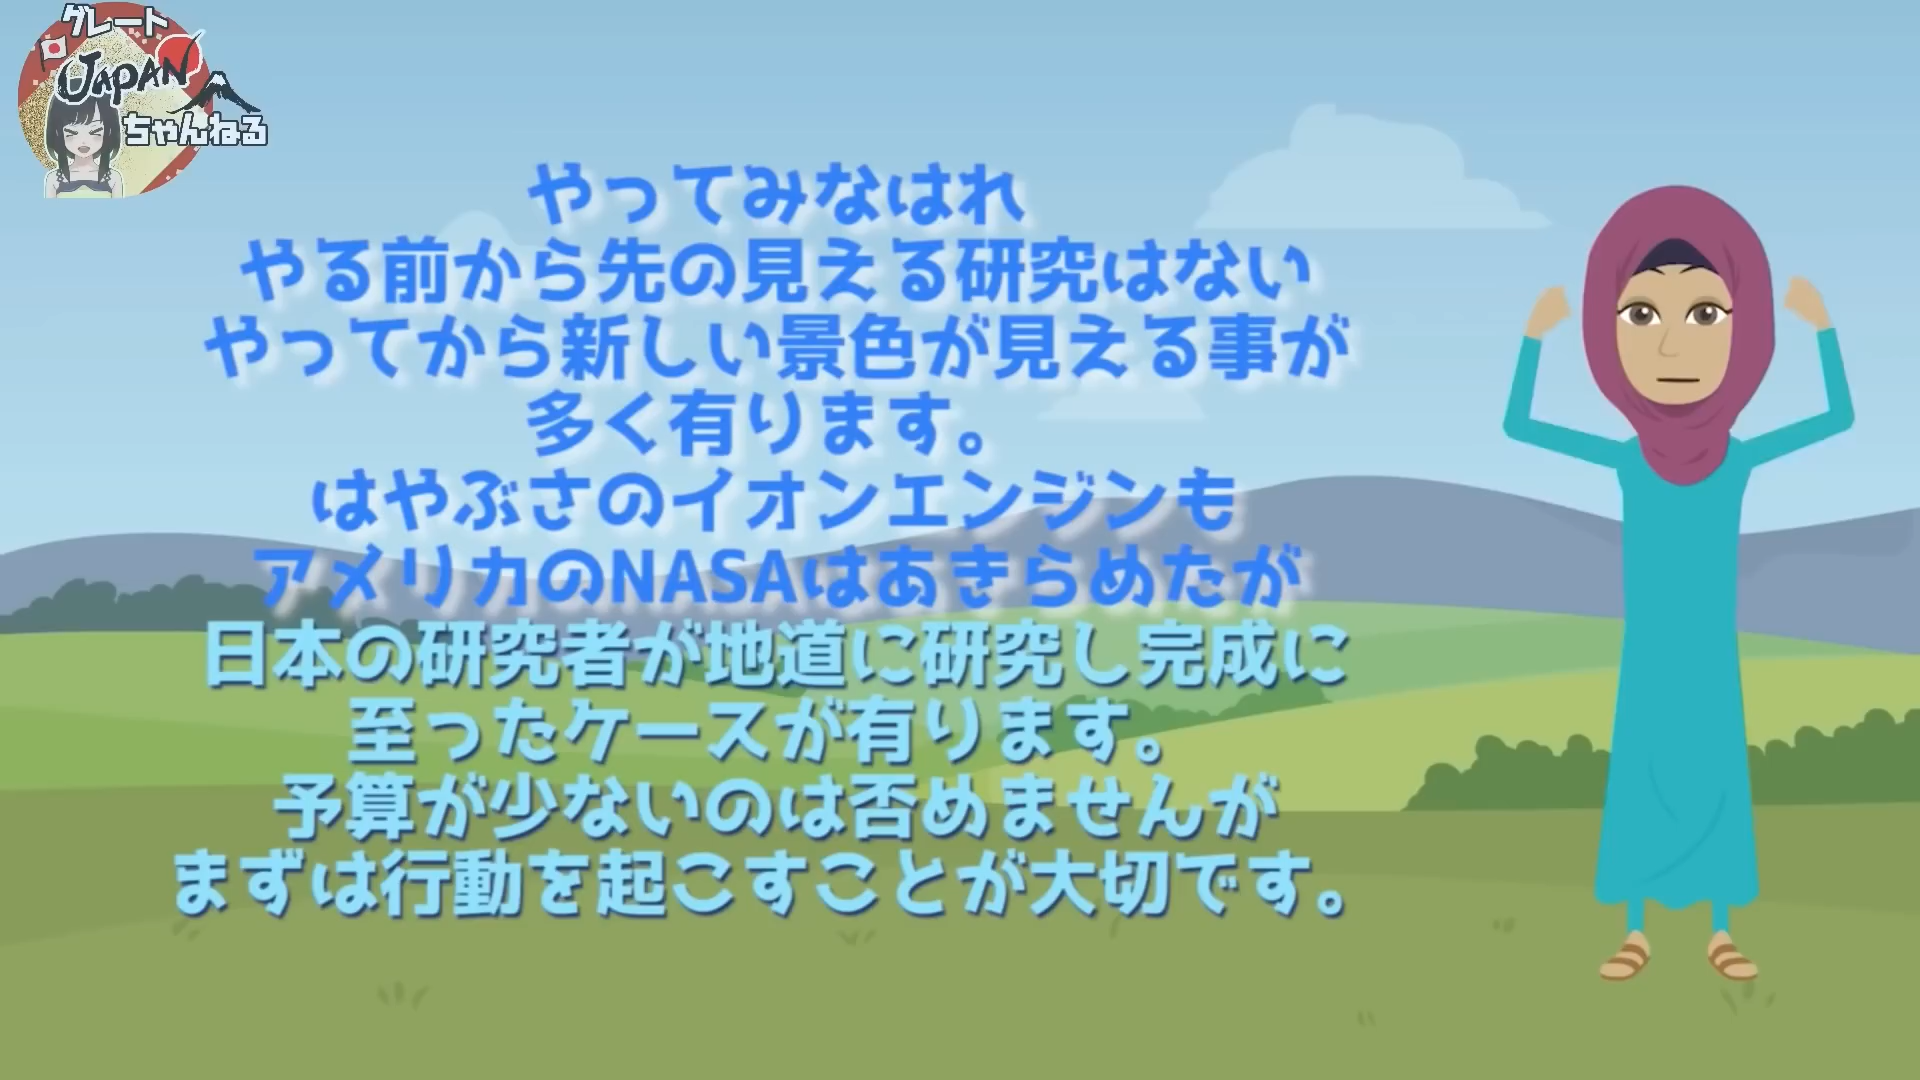 グレート
JAPAN
ちゃんねる
やってみなはれ
やる前から先の見える研究はない
やってから新しい景色が見える事が
多く有ります。
はやぶさのイオンエンジンも
アメリカのNASAはあきらめたが
日本の研究者が地道に研究し完成に
至ったケースが有ります。
予算が少ないのは否めませんが
まずは行動を起こすことが大切です。